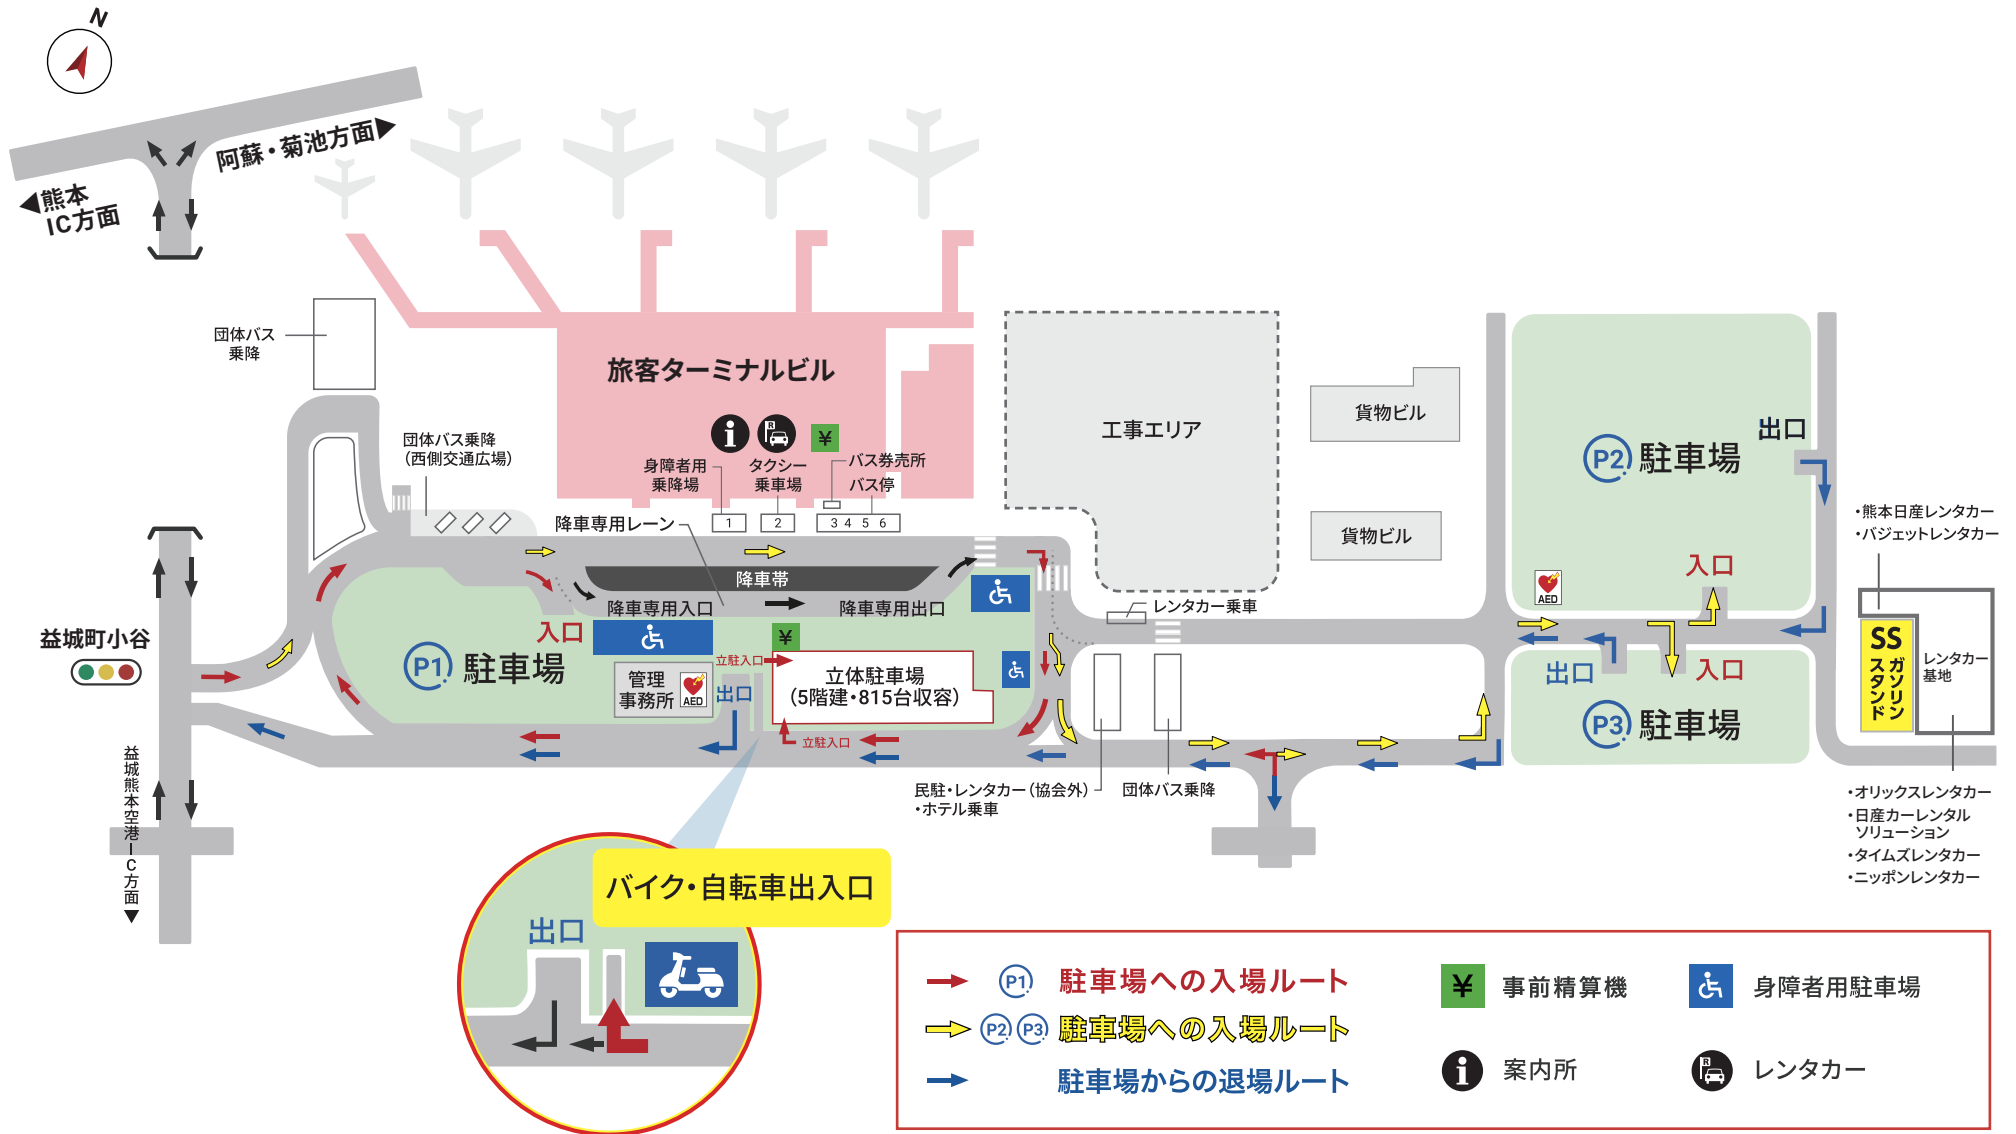 N
阿蘇・菊池方面▶
◀熊本
IC方面
団体バス
乗降
団体バス乗降
(西側交通広場)
旅客ターミナルビル
R
¥
身障者用
乗降場
タクシー
乗車場
バス券売所
バス停
1
2
3 4 5 6
降車専用レーン
降車帯
降車専用入口
降車専用出口
工事エリア
貨物ビル
貨物ビル
レンタカー乗車
P1 駐車場
入口
管理
事務所
AED
立駐入口
¥
出口
立体駐車場
(5階建・815台収容)
立駐入口
益城町小谷
益城熊本空港IC方面▼
P2 駐車場
出口
入口
AED
出口
入口
P3 駐車場
・熊本日産レンタカー
・バジェットレンタカー
SS
ガソリン
スタンド
レンタカー
基地
・オリックスレンタカー
・日産カーレンタル
ソリューション
・タイムズレンタカー
・ニッポンレンタカー
民駐・レンタカー(協会外)
・ホテル乗車
団体バス乗降
バイク・自転車出入口
出口
P1 駐車場への入場ルート
P2 P3 駐車場への入場ルート
駐車場からの退場ルート
¥ 事前精算機
身障者用駐車場
案内所
R レンタカー